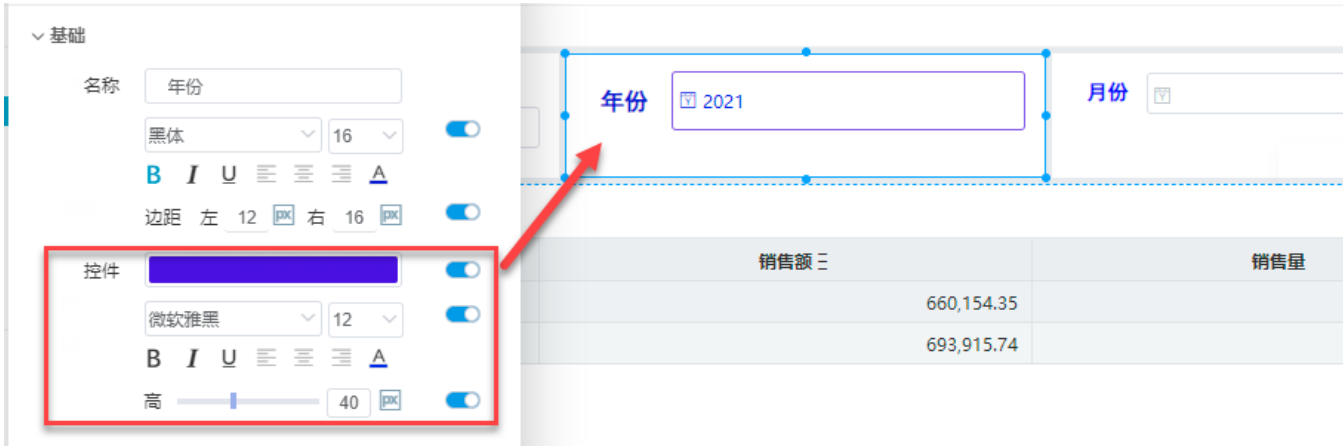 基础
名称 年份
黑体 16
B I U A
边距 左 12 px 右 16 px
控件
微软雅黑 12
B I U A
高 40 px
年份 Y 2021
月份 Y
销售额 销售量
660,154.35
693,915.74